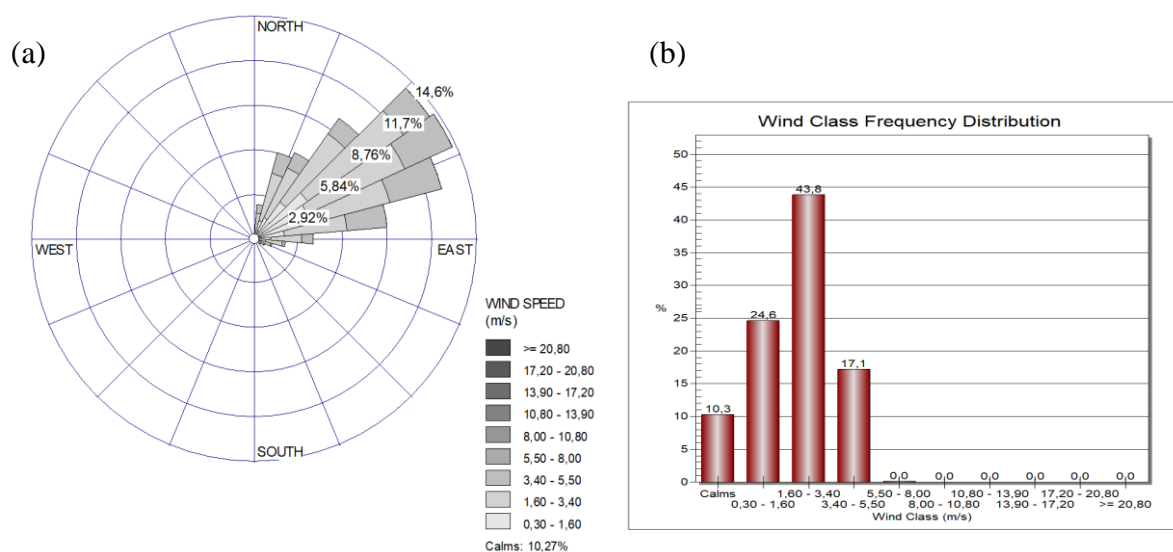 (a)
NORTH
14,6%
11,7%
8,76%
5,84%
2,92%
WEST
EAST
SOUTH
WIND SPEED
(m/s)
>= 20,80
17,20 - 20,80
13,90 - 17,20
10,80 - 13,90
8,00 - 10,80
5,50 - 8,00
3,40 - 5,50
1,60 - 3,40
0,30 - 1,60
Calms: 10,27%
(b)
Wind Class Frequency Distribution
50
45
40
35
30
25
20
15
10
5
0
%
10,3
24,6
43,8
17,1
0,0
0,0
0,0
0,0
0,0
0,0
Calms
0,30 - 1,60
1,60 - 3,40
3,40 - 5,50
5,50 - 8,00
8,00 - 10,80
10,80 - 13,90
13,90 - 17,20
17,20 - 20,80
>= 20,80
Wind Class (m/s)